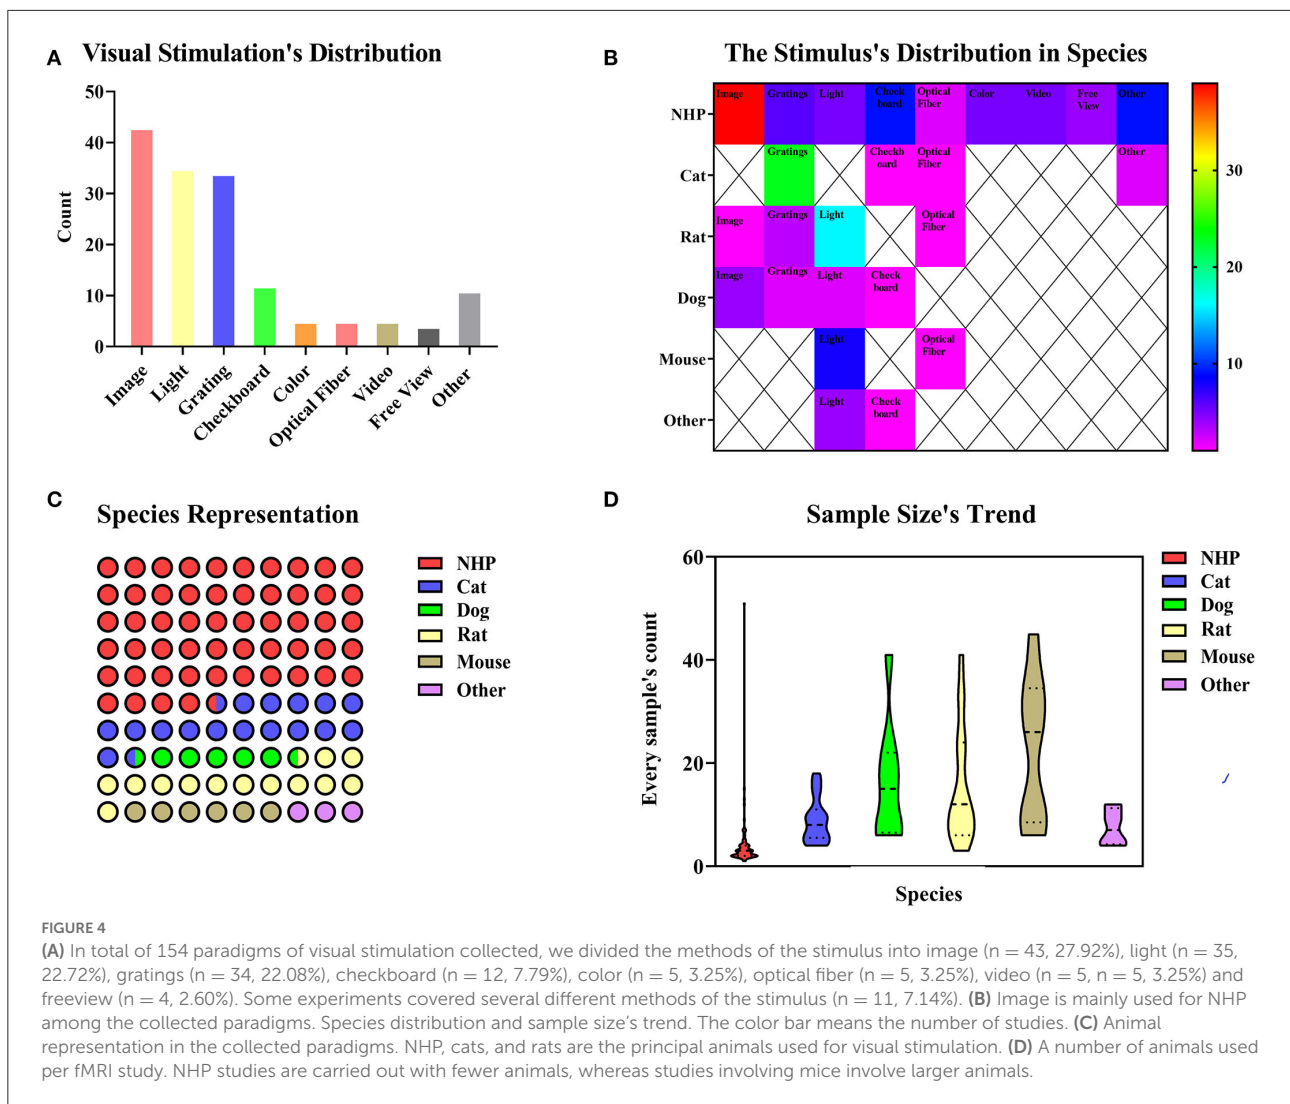 (A) Visual Stimulation's Distribution
Count
50
40
30
20
10
0
Image
Light
Grating
Checkboard
Color
Optical Fiber
Video
Free View
Other
(B) The Stimulus's Distribution in Species
NHP
Image
Gratings
Light
Check
board
Optical
Fiber
Color
Video
Free
View
Other
Cat
Gratings
Checkb
oard
Optical
Fiber
Other
Rat
Image
Gratings
Light
Optical
Fiber
Dog
Image
Gratings
Light
Check
board
Mouse
Light
Optical
Fiber
Other
Light
Check
board
30
20
10
(C) Species Representation
NHP
Cat
Dog
Rat
Mouse
Other
(D) Sample Size's Trend
Every sample's count
60
40
20
0
Species
NHP
Cat
Dog
Rat
Mouse
Other
FIGURE 4
(A) In total of 154 paradigms of visual stimulation collected, we divided the methods of the stimulus into image (n = 43, 27.92%), light (n = 35,
22.72%), gratings (n = 34, 22.08%), checkboard (n = 12, 7.79%), color (n = 5, 3.25%), optical fiber (n = 5, 3.25%), video (n = 5, n = 5, 3.25%) and
freeview (n = 4, 2.60%). Some experiments covered several different methods of the stimulus (n = 11, 7.14%). (B) Image is mainly used for NHP
among the collected paradigms. Species distribution and sample size's trend. The color bar means the number of studies. (C) Animal
representation in the collected paradigms. NHP, cats, and rats are the principal animals used for visual stimulation. (D) A number of animals used
per fMRI study. NHP studies are carried out with fewer animals, whereas studies involving mice involve larger animals.